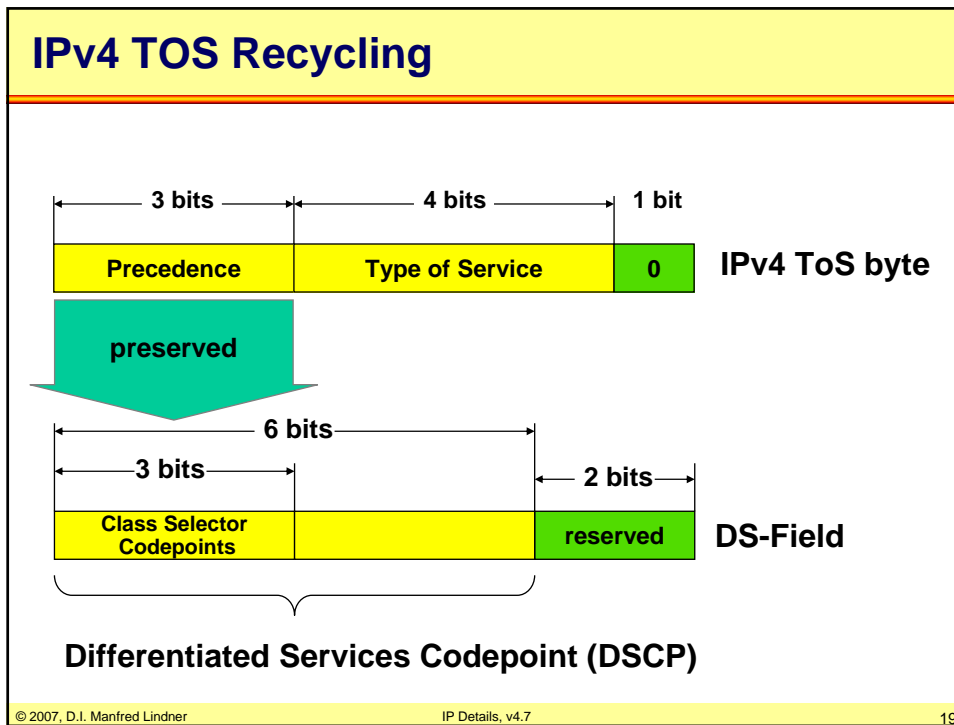 IPv4 TOS Recycling
3 bits
4 bits
1 bit
Precedence
Type of Service
0
IPv4 ToS byte
preserved
6 bits
3 bits
2 bits
Class Selector
Codepoints
reserved
DS-Field
Differentiated Services Codepoint (DSCP)
© 2007, D.I. Manfred Lindner
IP Details, v4.7
19